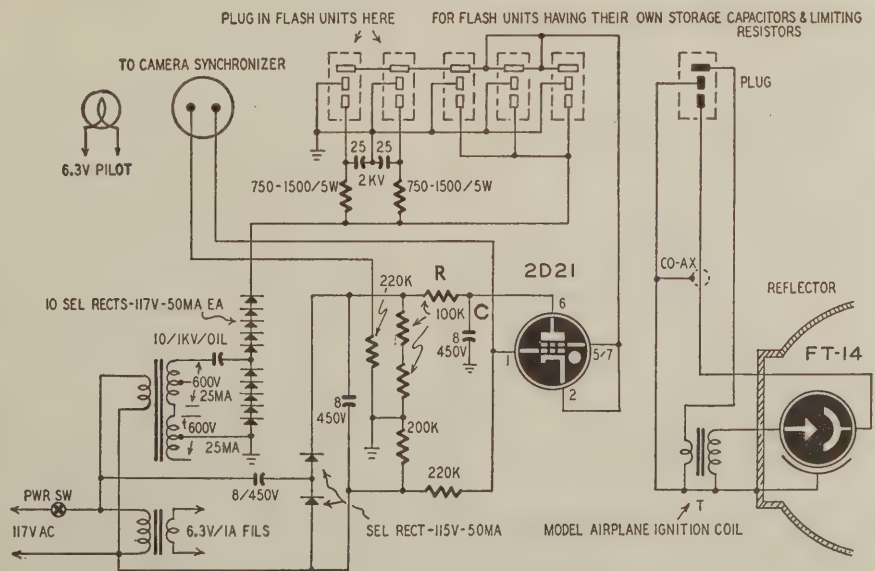 PLUG IN FLASH UNITS HERE
FOR FLASH UNITS HAVING THEIR OWN STORAGE CAPACITORS & LIMITING
RESISTORS
TO CAMERA SYNCHRONIZER
PLUG
6.3V PILOT
25
25
2 KV
750-1500/5W
750-1500/5W
CO-AX
2D21
REFLECTOR
220K
R
10 SEL RECTS-117V-50MA EA
100K
C
6
10/1KV/OIL
8
450V
1
5/7
FT-14
600V
25MA
2
8
450V
600V
200K
25MA
220K
8/450V
PWR SW
T
117V AC
6.3V/1A FILS
SEL RECT-115V-50MA
MODEL AIRPLANE IGNITION COIL